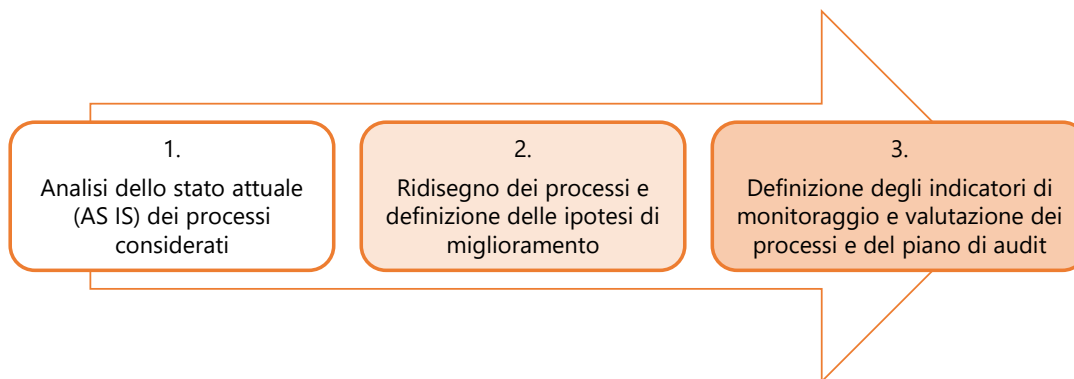 1.
Analisi dello stato attuale
(AS IS) dei processi
considerati
2.
Ridisegno dei processi e
definizione delle ipotesi di
miglioramento
3.
Definizione degli indicatori di
monitoraggio e valutazione dei
processi e del piano di audit